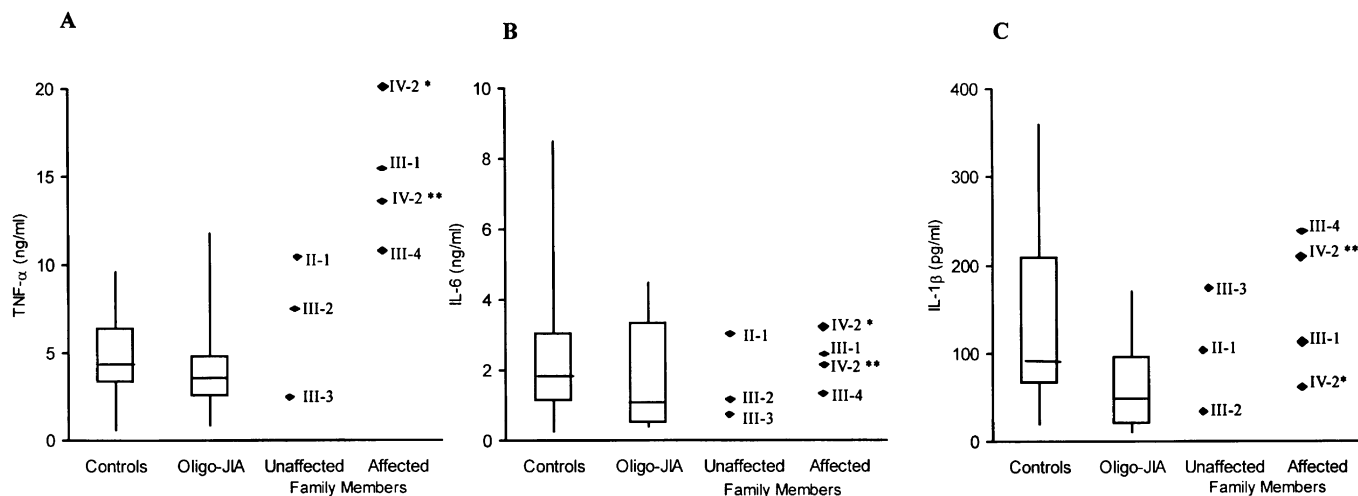 A
TNF-α (ng/ml)
20
15
10
5
0
IV-2 *
III-1
IV-2 **
III-4
II-1
III-2
III-3
Controls Oligo-JIA Unaffected Affected
Family Members
B
IL-6 (ng/ml)
10
8
6
4
2
0
II-1
III-2
III-3
IV-2 *
III-1
IV-2 **
III-4
Controls Oligo-JIA Unaffected Affected
Family Members
C
IL-1β (pg/ml)
400
300
200
100
0
III-3
II-1
III-2
III-4
IV-2 **
III-1
IV-2*
Controls Oligo-JIA Unaffected Affected
Family Members